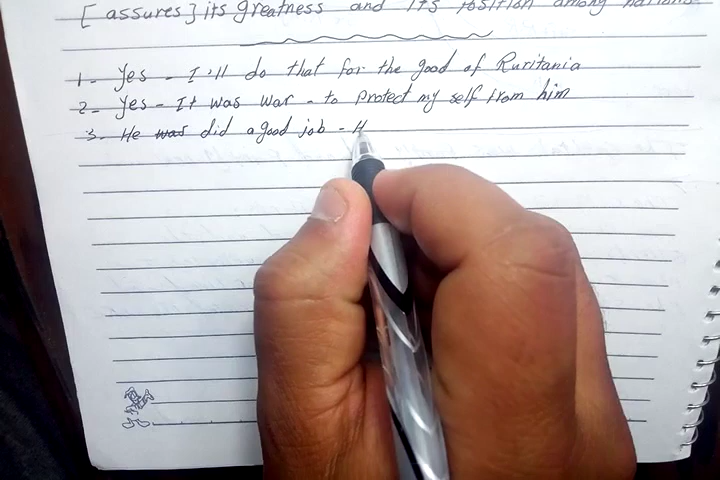 [ assures ] its greatness and its position among nations
1- Yes - I'll do that for the good of Ruritania
2- Yes - It was war - to protect my self from him
3- He was did a good job - H